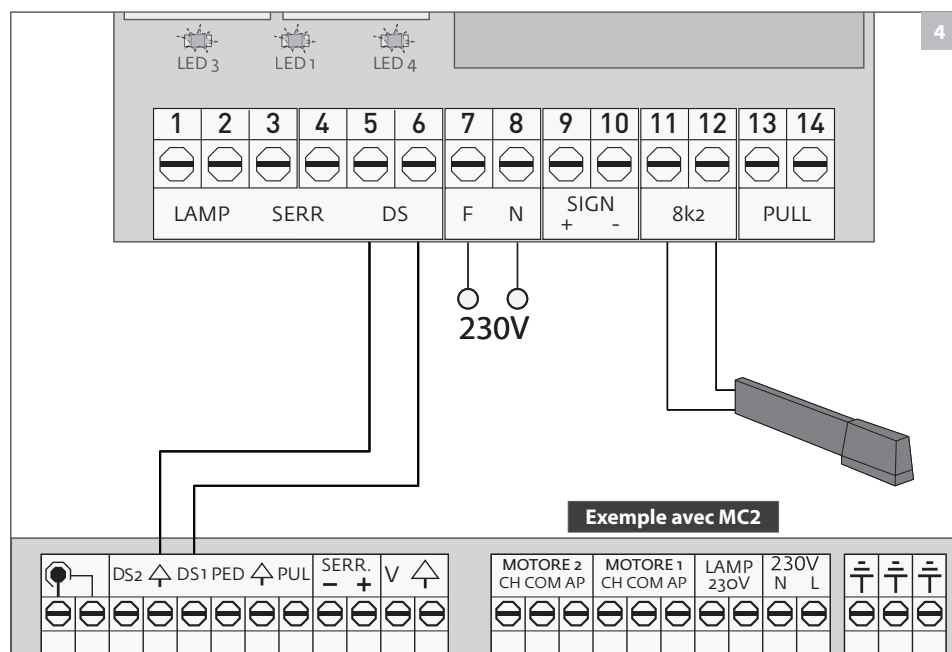 4
LED 3 LED 1 LED 4
1 2 3 4 5 6 7 8 9 10 11 12 13 14
LAMP SERR DS F N SIGN 8k2 PULL
+ -
230V
Exemple avec MC2
DS2 DS1 PED PUL SERR. V
- +
MOTORE 2 MOTORE 1 LAMP 230V
CH COM AP CH COM AP 230V N L